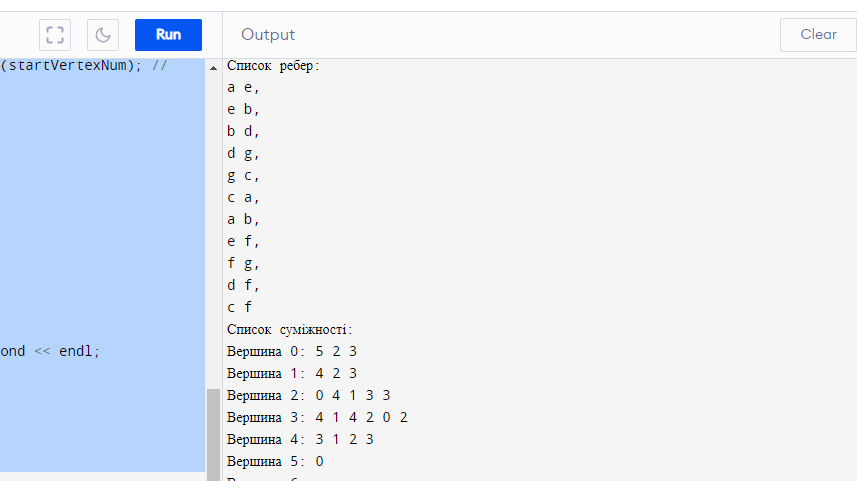 Run
Output
Clear
(startVertexNum); //
ond << endl;
Список ребер:
a e,
e b,
b d,
d g,
g c,
c a,
a b,
e f,
f g,
d f,
c f
Список суміжності:
Вершина 0: 5 2 3
Вершина 1: 4 2 3
Вершина 2: 0 4 1 3 3
Вершина 3: 4 1 4 2 0 2
Вершина 4: 3 1 2 3
Вершина 5: 0